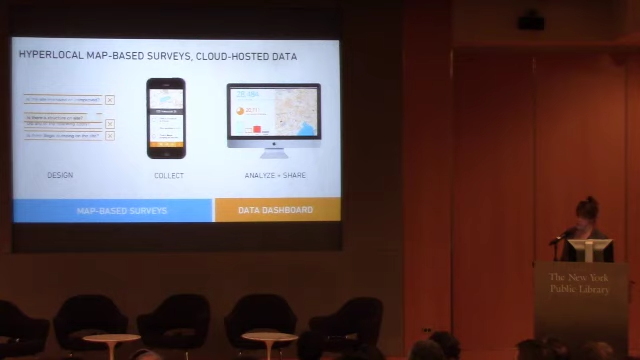 HYPERLOCAL MAP-BASED SURVEYS, CLOUD-HOSTED DATA
DESIGN
COLLECT
ANALYZE + SHARE
MAP-BASED SURVEYS
DATA DASHBOARD
The New York
Public Library